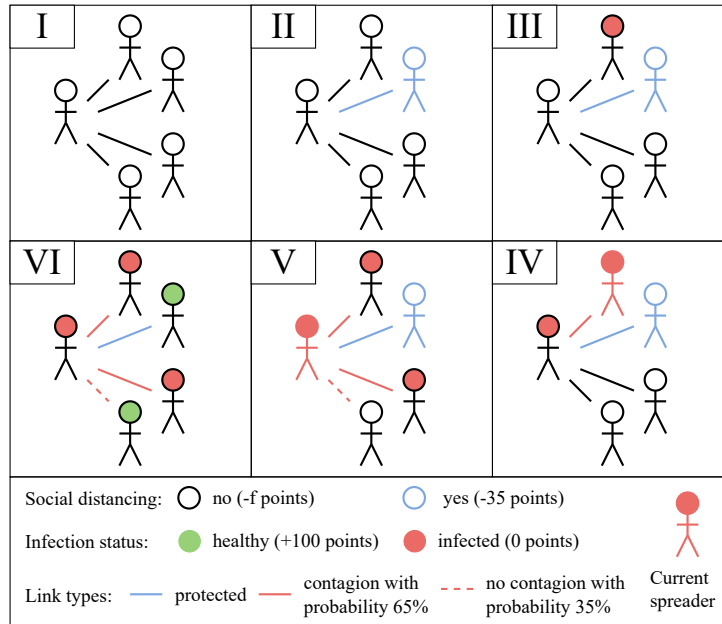 I
II
III
VI
V
IV
Social distancing: no (-f points) yes (-35 points)
Infection status: healthy (+100 points) infected (0 points)
Link types: protected contagion with probability 65% no contagion with probability 35%
Current spreader